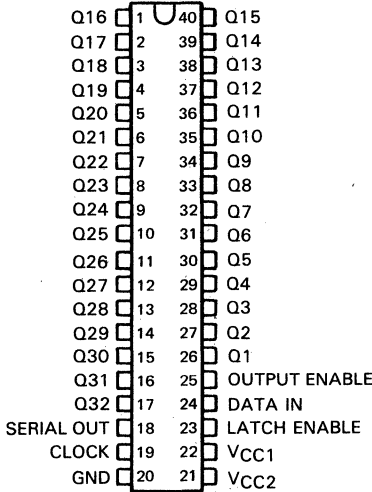 Q16 1 40 Q15
Q17 2 39 Q14
Q18 3 38 Q13
Q19 4 37 Q12
Q20 5 36 Q11
Q21 6 35 Q10
Q22 7 34 Q9
Q23 8 33 Q8
Q24 9 32 Q7
Q25 10 31 Q6
Q26 11 30 Q5
Q27 12 29 Q4
Q28 13 28 Q3
Q29 14 27 Q2
Q30 15 26 Q1
Q31 16 25 OUTPUT ENABLE
Q32 17 24 DATA IN
SERIAL OUT 18 23 LATCH ENABLE
CLOCK 19 22 VCC1
GND 20 21 VCC2